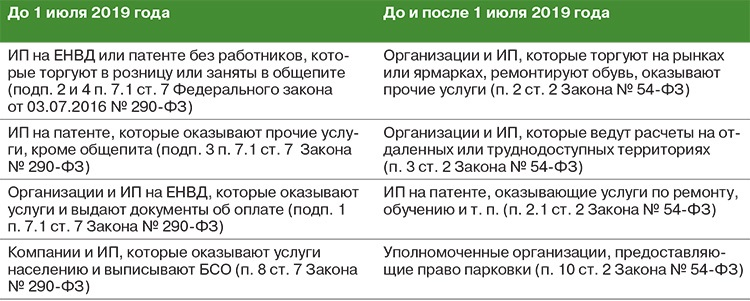 До 1 июля 2019 года
До и после 1 июля 2019 года
ИП на ЕНВД или патенте без работников, кото-
рые торгуют в розницу или заняты в общепите
(подп. 2 и 4 п. 7.1 ст. 7 Федерального закона
от 03.07.2016 № 290-ФЗ)
Организации и ИП, которые торгуют на рынках
или ярмарках, ремонтируют обувь, оказывают
прочие услуги (п. 2 ст. 2 Закона № 54-ФЗ)
ИП на патенте, которые оказывают прочие услу-
ги, кроме общепита (подп. 3 п. 7.1 ст. 7 Закона
№ 290-ФЗ)
Организации и ИП, которые ведут расчеты на от-
даленных или труднодоступных территориях
(п. 3 ст. 2 Закона № 54-ФЗ)
Организации и ИП на ЕНВД, которые оказывают
услуги и выдают документы об оплате (подп. 1
п. 7.1 ст. 7 Закона № 290-ФЗ)
ИП на патенте, оказывающие услуги по ремонту,
обучению и т. п. (п. 2.1 ст. 2 Закона № 54-ФЗ)
Компании и ИП, которые оказывают услуги
населению и выписывают БСО (п. 8 ст. 7 Закона
№ 290-ФЗ)
Уполномоченные организации, предоставляю-
щие право парковки (п. 10 ст. 2 Закона № 54-ФЗ)